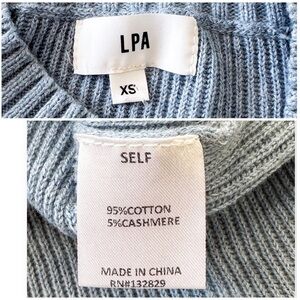 LPA
XS
SELF
95%COTTON
5%CASHMERE
MADE IN CHINA
RN#132829